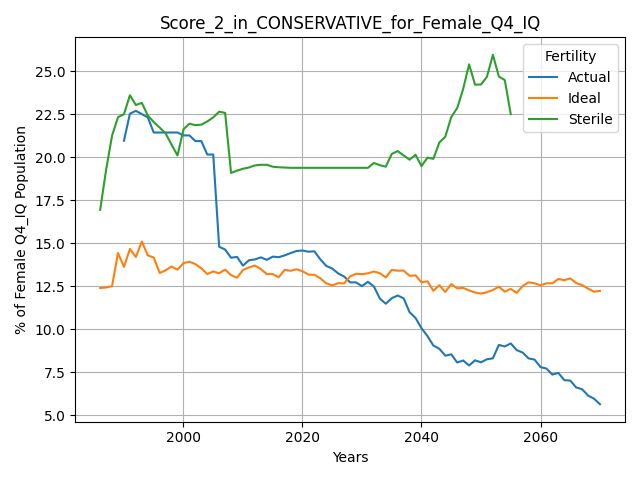 Score_2_in_CONSERVATIVE_for_Female_Q4_IQ
% of Female Q4_IQ Population
25.0
22.5
20.0
17.5
15.0
12.5
10.0
7.5
5.0
Fertility
Actual
Ideal
Sterile
2000
2020
2040
2060
Years